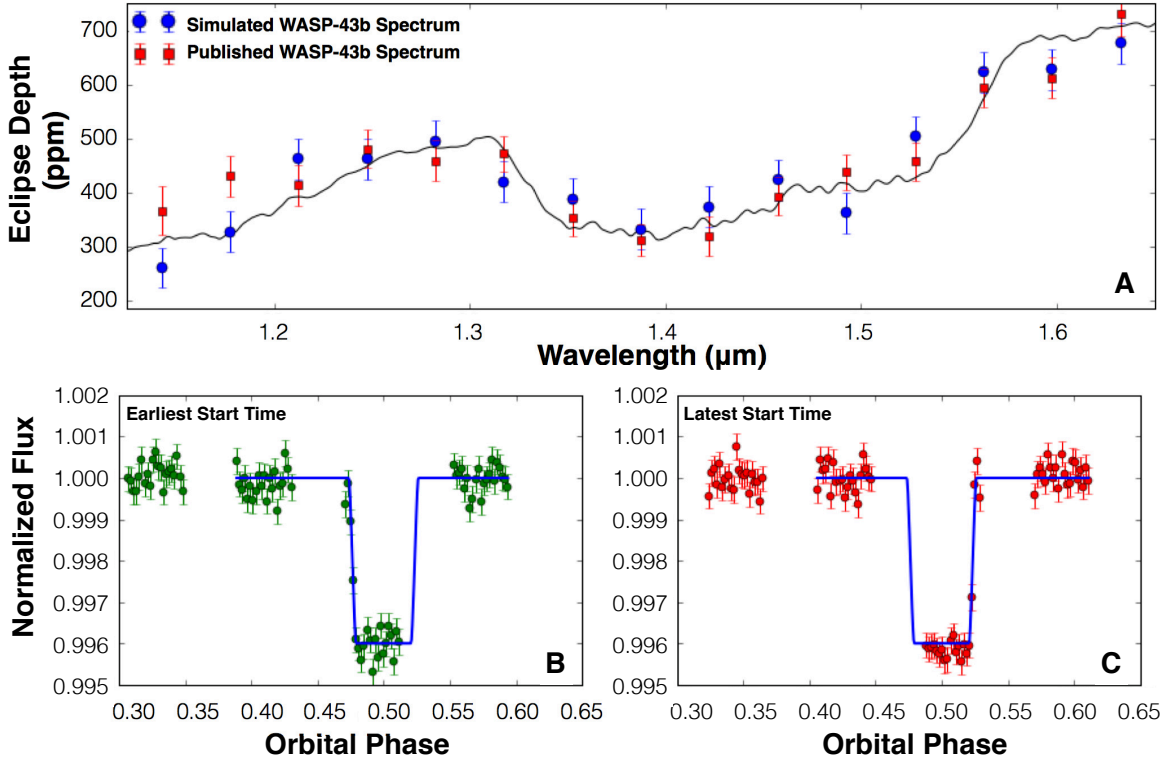 Simulated WASP-43b Spectrum
Published WASP-43b Spectrum
Eclipse Depth
(ppm)
700
600
500
400
300
200
A
1.2 1.3 1.4 1.5 1.6
Wavelength (µm)
Earliest Start Time
Normalized Flux
1.002
1.001
1.000
0.999
0.998
0.997
0.996
0.995
B
0.30 0.40 0.45 0.50 0.55 0.60 0.65
Orbital Phase
Latest Start Time
1.002
1.001
1.000
0.999
0.998
0.997
0.996
0.995
C
0.30 0.40 0.45 0.50 0.55 0.60 0.65
Orbital Phase